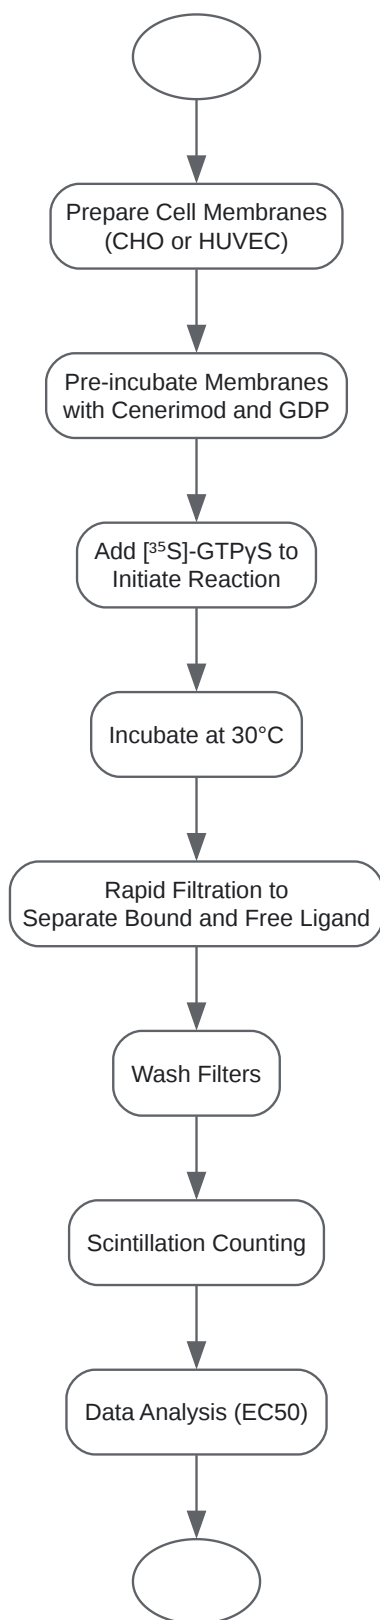 Prepare Cell Membranes
(CHO or HUVEC)
Pre-incubate Membranes
with Cenerimod and GDP
Add [³⁵S]-GTPγS to
Initiate Reaction
Incubate at 30°C
Rapid Filtration to
Separate Bound and Free Ligand
Wash Filters
Scintillation Counting
Data Analysis (EC50)